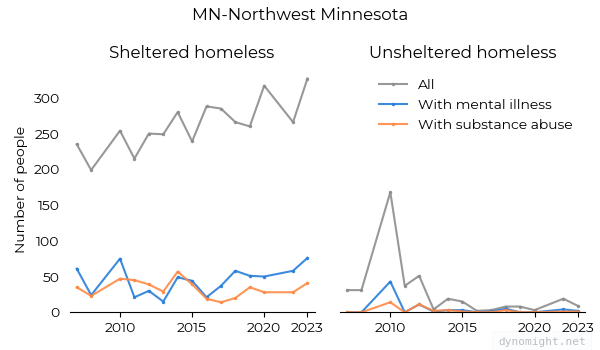 MN-Northwest Minnesota
Sheltered homeless
Unsheltered homeless
All
With mental illness
With substance abuse
Number of people
300
250
200
150
100
50
0
2010
2015
2020
2023
2010
2015
2020
2023
dynomight.net